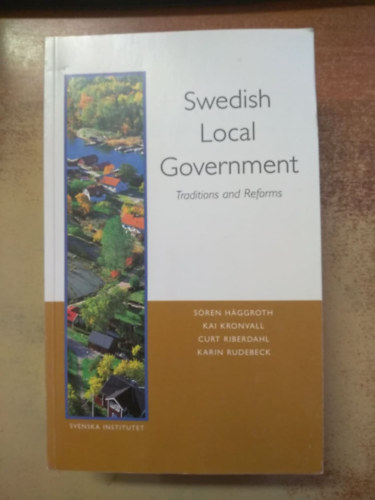 Swedish
Local
Government
Traditions and Reforms
SÖREN HÄGGROTH
KAI KRONVALL
CURT RIBERDAHL
KARIN RUDEBECK
SVENSKA INSTITUTET